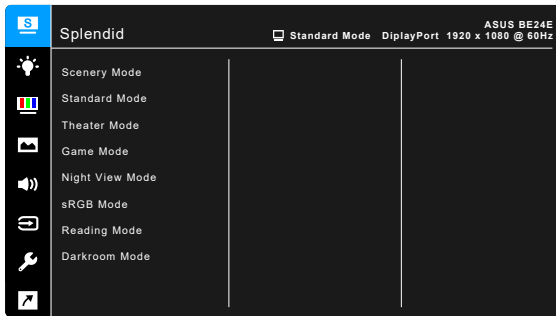 S
ASUS BE24E
Splendid
Standard Mode DiplayPort 1920 x 1080 @ 60Hz
Scenery Mode
Standard Mode
Theater Mode
Game Mode
Night View Mode
sRGB Mode
Reading Mode
Darkroom Mode